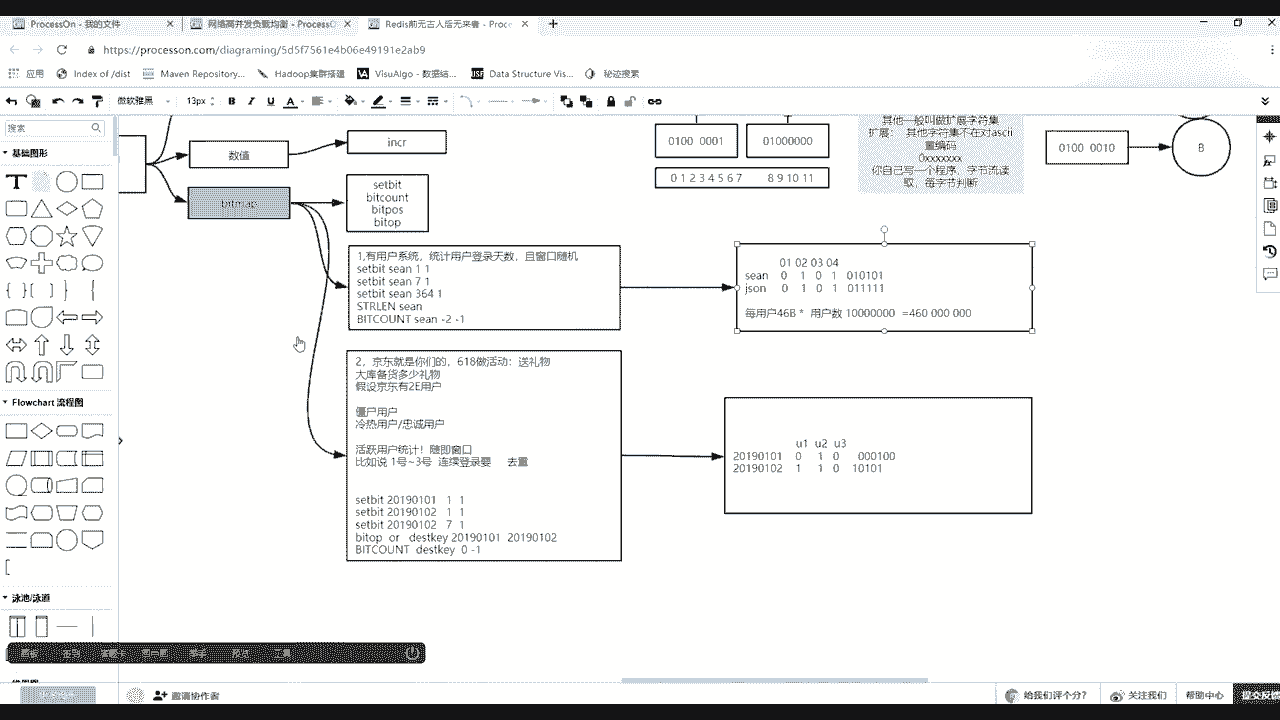 ProcessOn - 我的文件
网络高并发负载均衡 - ProcessO
Redis前无古人后无来者 - Proce
https://processon.com/diagraming/5d5f7561e4b06e49191e2ab9
应用
Index of /dist
Maven Repository...
Hadoop集群搭建
VisuAlgo - 数据结...
Data Structure Vis...
秘迹搜索
微软雅黑
13px
搜索
基础图形
Flowchart 流程图
泳池/泳道
数值
incr
bitmap
setbit
bitcount
bitpos
bitop
0100 0001
01000000
0 1 2 3 4 5 6 7 8 9 10 11
其他一般叫做扩展字符集
扩展: 其他字符集不在对ascii
重编码
0xxxxxxx
你自己写一个程序,字节流读
取,每字节判断
0100 0010
B
1,有用户系统,统计用户登录天数,且窗口随机
setbit sean 1 1
setbit sean 7 1
setbit sean 364 1
STRLEN sean
BITCOUNT sean -2 -1
01 02 03 04
sean 0 1 0 1 010101
json 0 1 0 1 011111
每用户46B * 用户数 10000000 =460 000 000
2,京东就是你们的,618做活动:送礼物
大库备货多少礼物
假设京东有2E用户
僵尸用户
冷热用户/忠诚用户
活跃用户统计!随即窗口
比如说 1号~3号 连续登录要 去重
setbit 20190101 1 1
setbit 20190102 1 1
setbit 20190102 7 1
bitop or destkey 20190101 20190102
BITCOUNT destkey 0 -1
u1 u2 u3
20190101 0 1 0 000100
20190102 1 1 0 10101
邀请协作者
给我们评个分?
关注我们
帮助中心